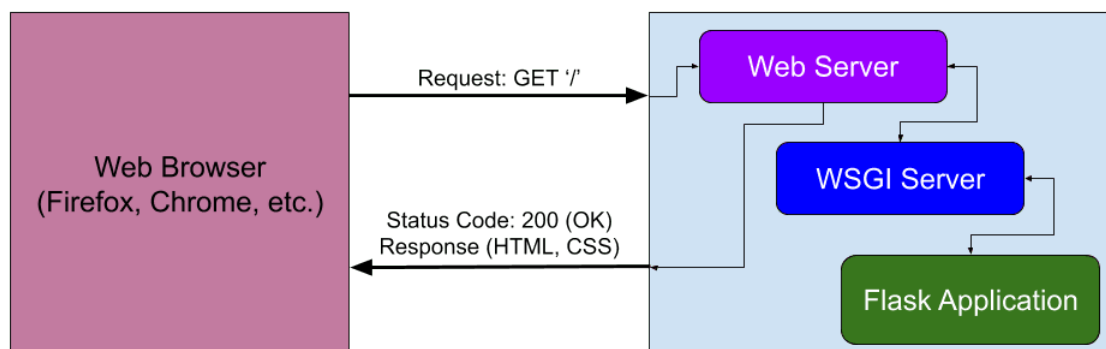 Web Browser
(Firefox, Chrome, etc.)
Request: GET ‘/’
Status Code: 200 (OK)
Response (HTML, CSS)
Web Server
WSGI Server
Flask Application